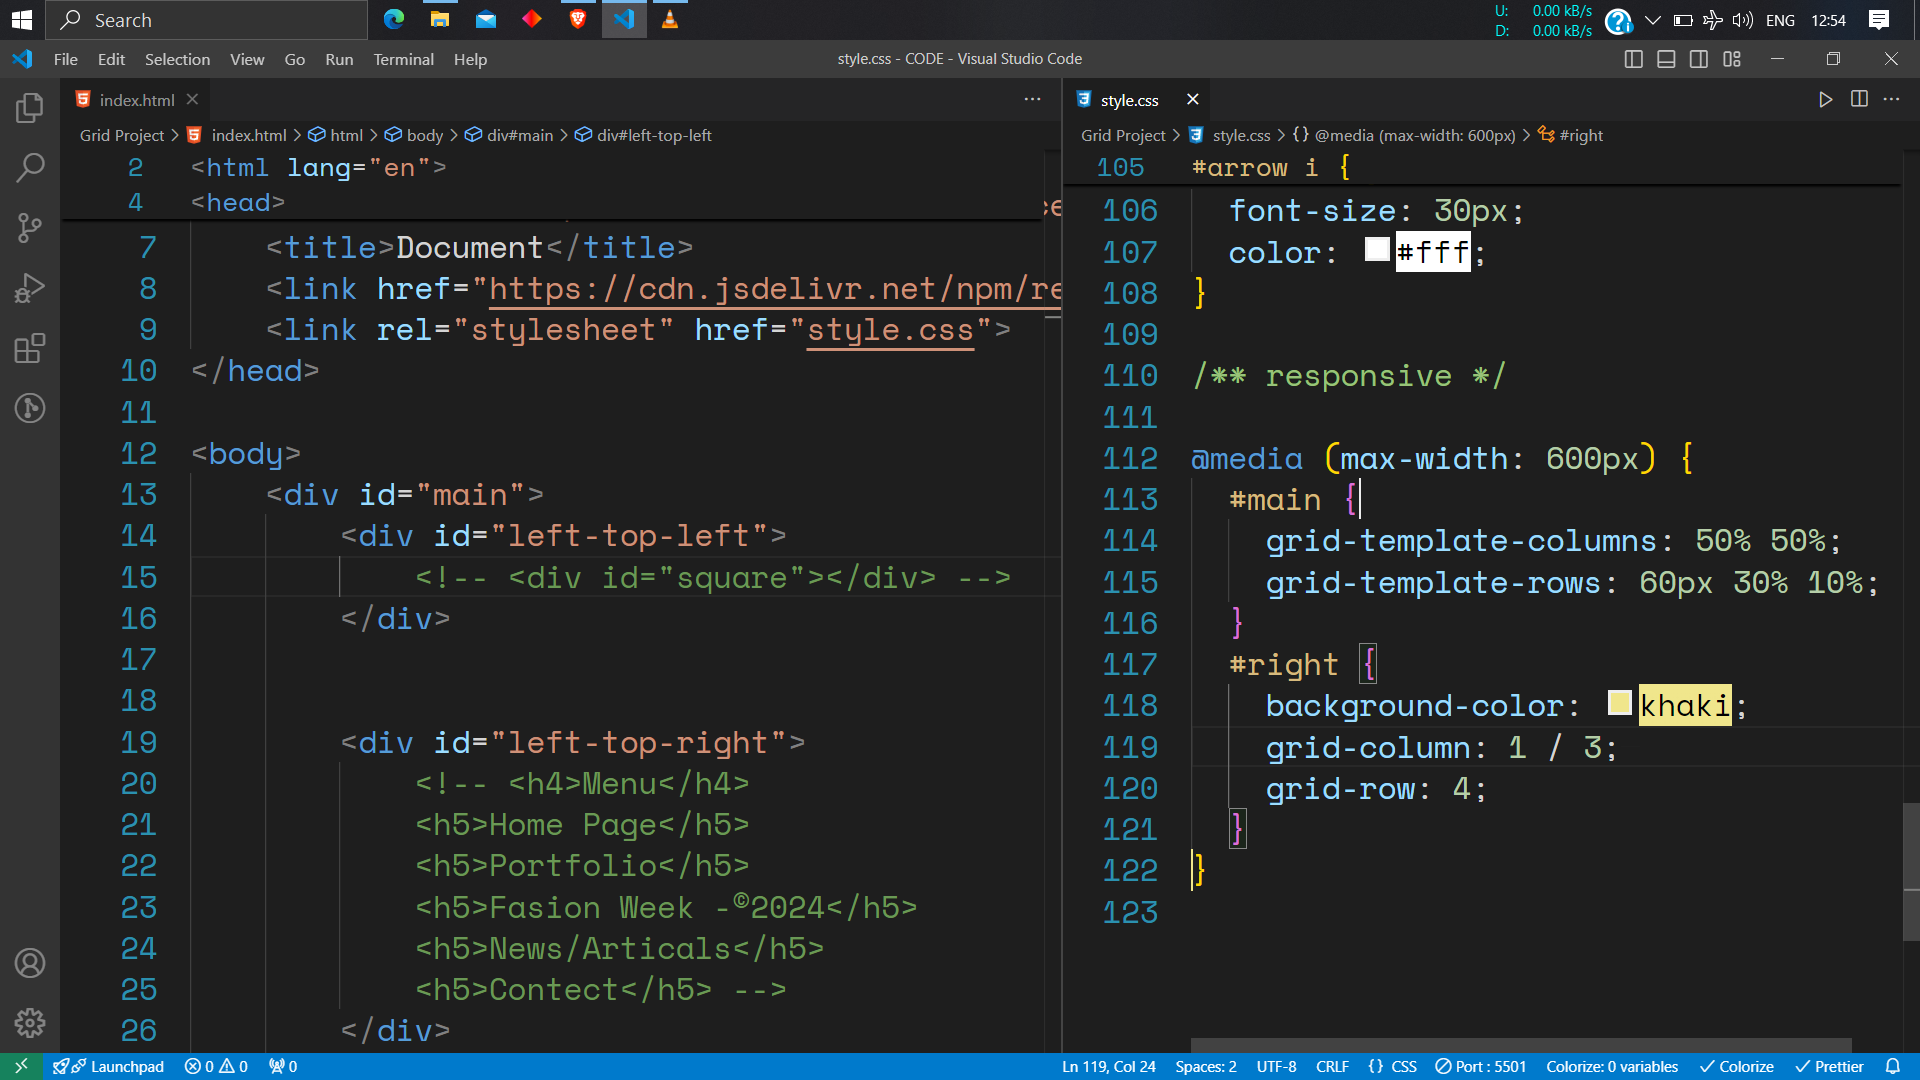 Search
U: 0.00 kB/s
D: 0.00 kB/s
ENG 12:54
File Edit Selection View Go Run Terminal Help
style.css - CODE - Visual Studio Code
index.html
Grid Project > index.html > html > body > div#main > div#left-top-left
2 <html lang="en">
4 <head>
7 <title>Document</title>
8 <link href="https://cdn.jsdelivr.net/npm/re
9 <link rel="stylesheet" href="style.css">
10 </head>
11
12 <body>
13 <div id="main">
14 <div id="left-top-left">
15 <!-- <div id="square"></div> -->
16 </div>
17
18
19 <div id="left-top-right">
20 <!-- <h4>Menu</h4>
21 <h5>Home Page</h5>
22 <h5>Portfolio</h5>
23 <h5>Fasion Week -©2024</h5>
24 <h5>News/Articals</h5>
25 <h5>Contect</h5> -->
26 </div>
style.css
Grid Project > style.css > {} @media (max-width: 600px) > #right
105 #arrow i {
106 font-size: 30px;
107 color: #fff;
108 }
109
110 /** responsive */
111
112 @media (max-width: 600px) {
113 #main {
114 grid-template-columns: 50% 50%;
115 grid-template-rows: 60px 30% 10%;
116 }
117 #right {
118 background-color: khaki;
119 grid-column: 1 / 3;
120 grid-row: 4;
121 }
122 }
123
Launchpad 0 0 0 Ln 119, Col 24 Spaces: 2 UTF-8 CRLF {} CSS Port : 5501 Colorize: 0 variables Colorize Prettier